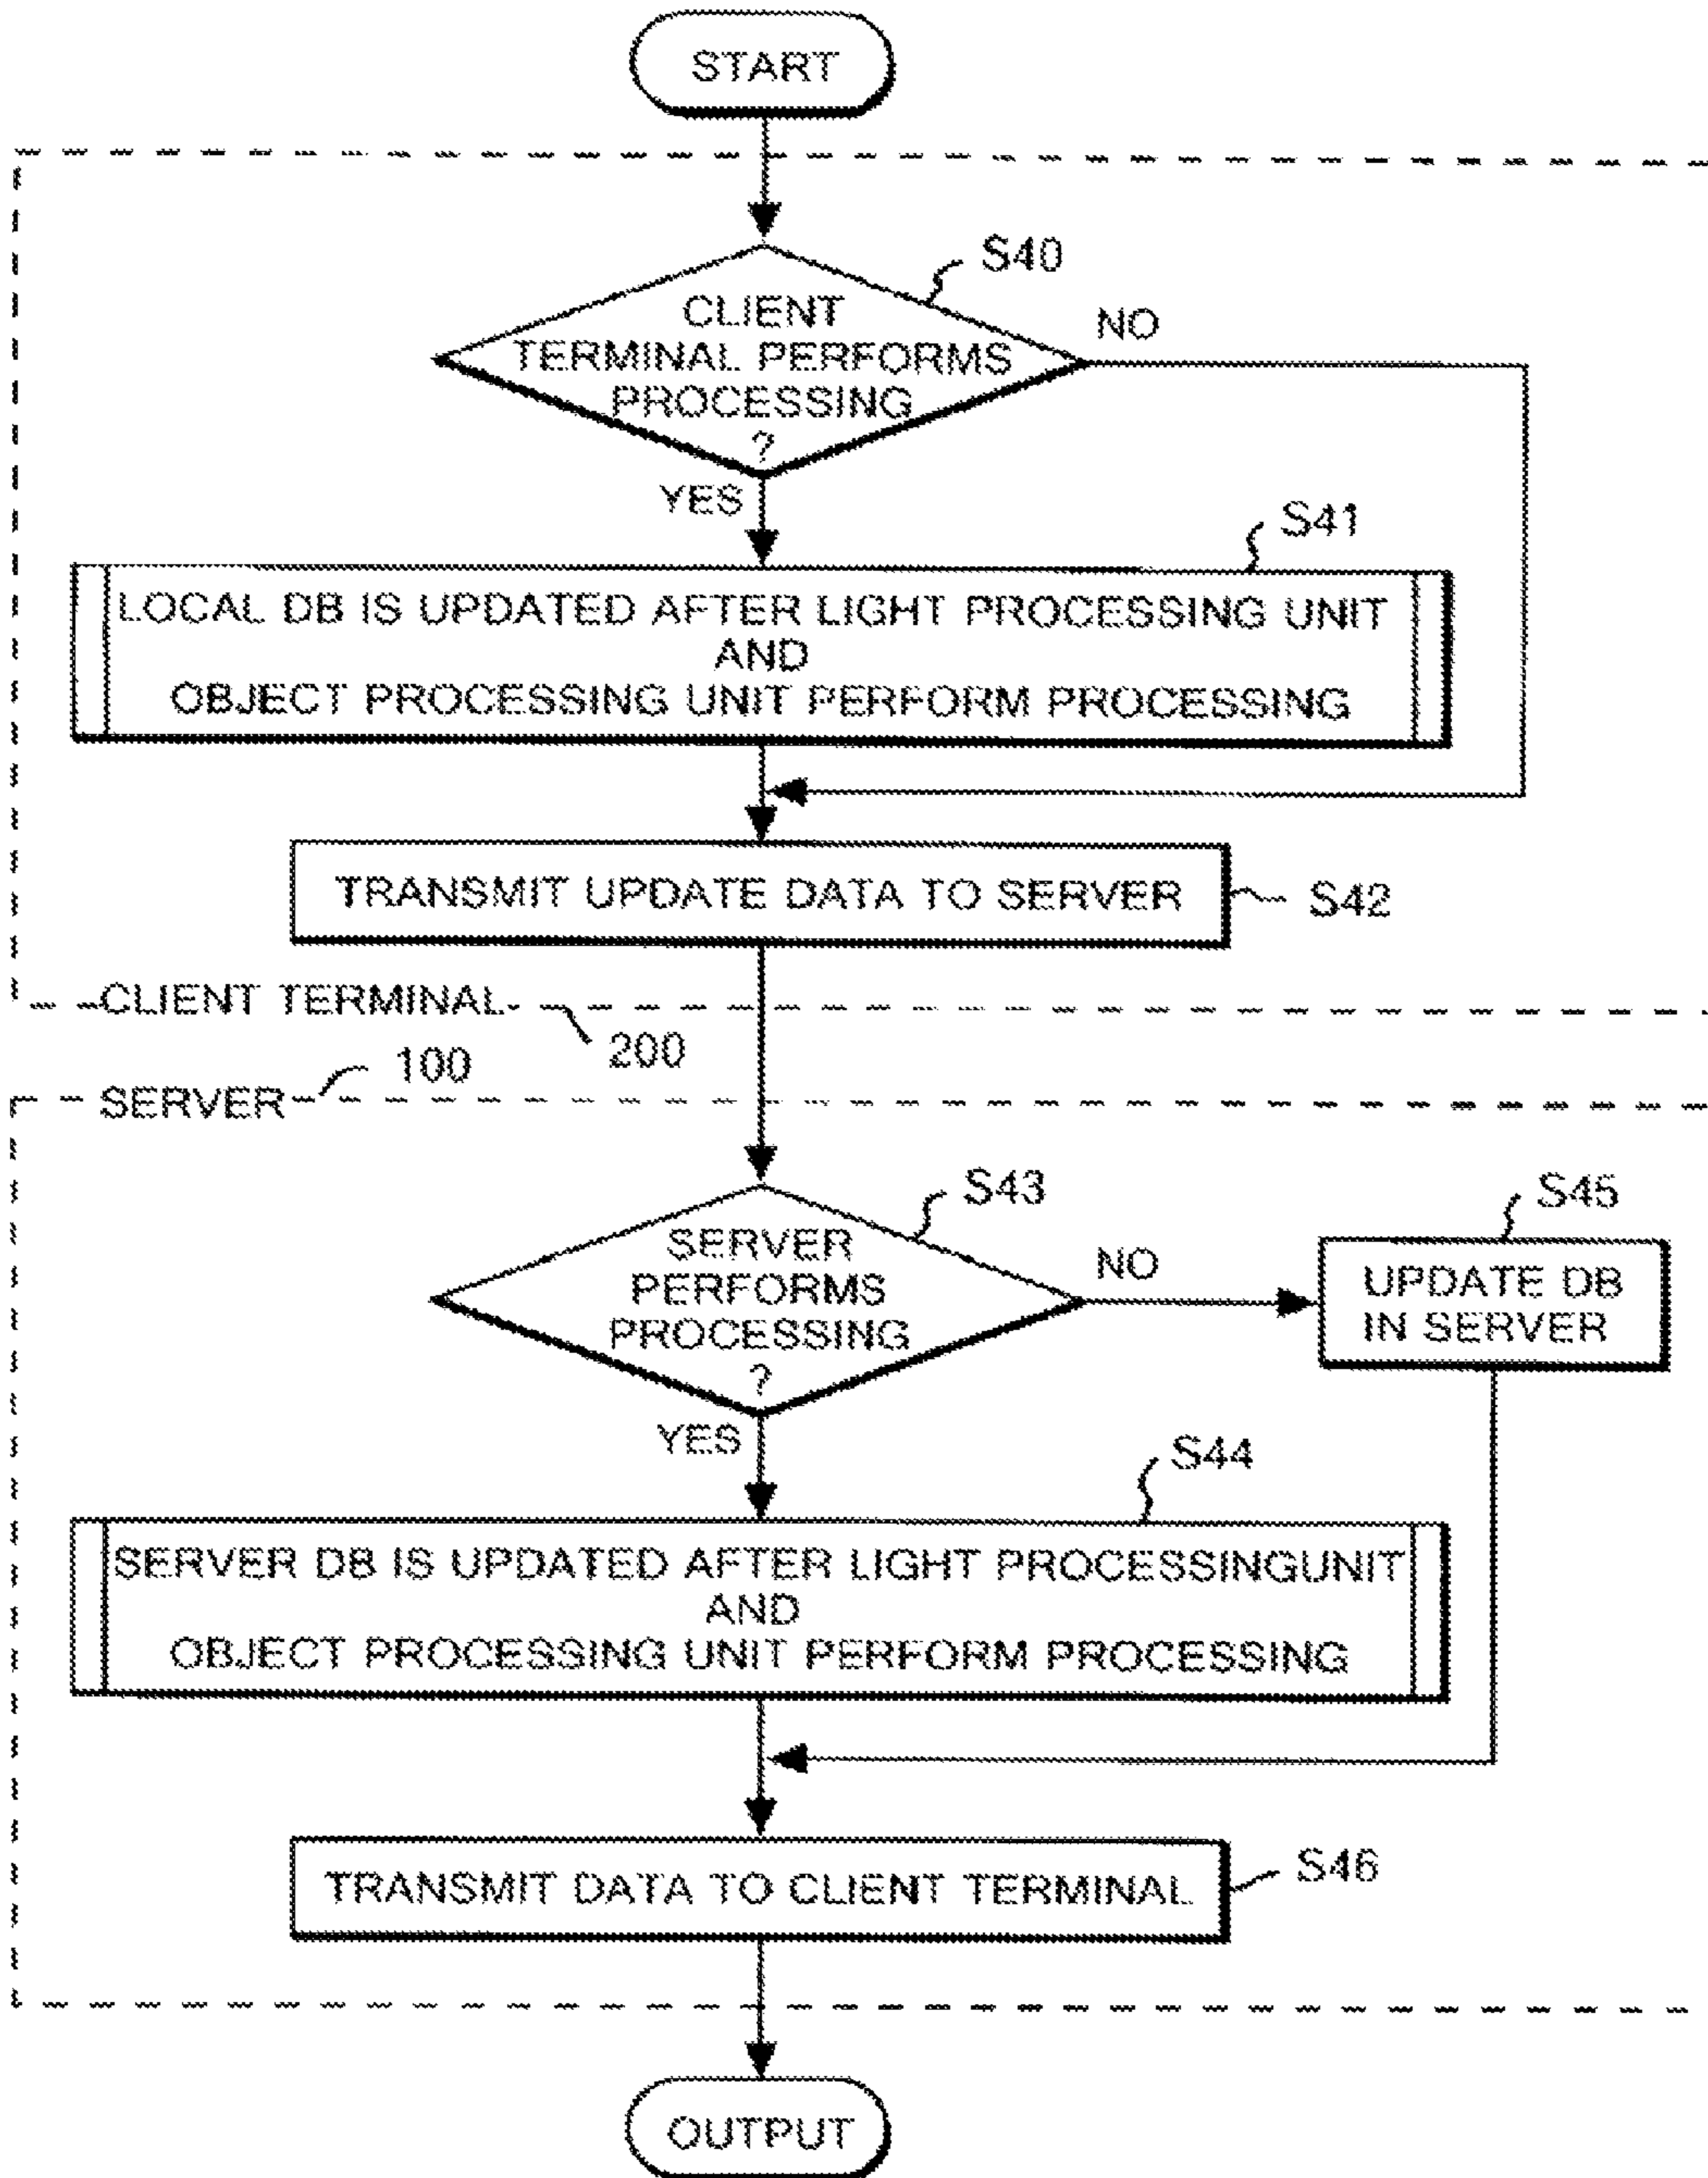 START
S40
CLIENT
TERMINAL PERFORMS
PROCESSING
?
NO
YES
S41
LOCAL DB IS UPDATED AFTER LIGHT PROCESSING UNIT
AND
OBJECT PROCESSING UNIT PERFORM PROCESSING
TRANSMIT UPDATE DATA TO SERVER
S42
CLIENT TERMINAL
200
100
SERVER
S43
SERVER
PERFORMS
PROCESSING
?
NO
S45
UPDATE DB
IN SERVER
YES
S44
SERVER DB IS UPDATED AFTER LIGHT PROCESSINGUNIT
AND
OBJECT PROCESSING UNIT PERFORM PROCESSING
TRANSMIT DATA TO CLIENT TERMINAL
S46
OUTPUT